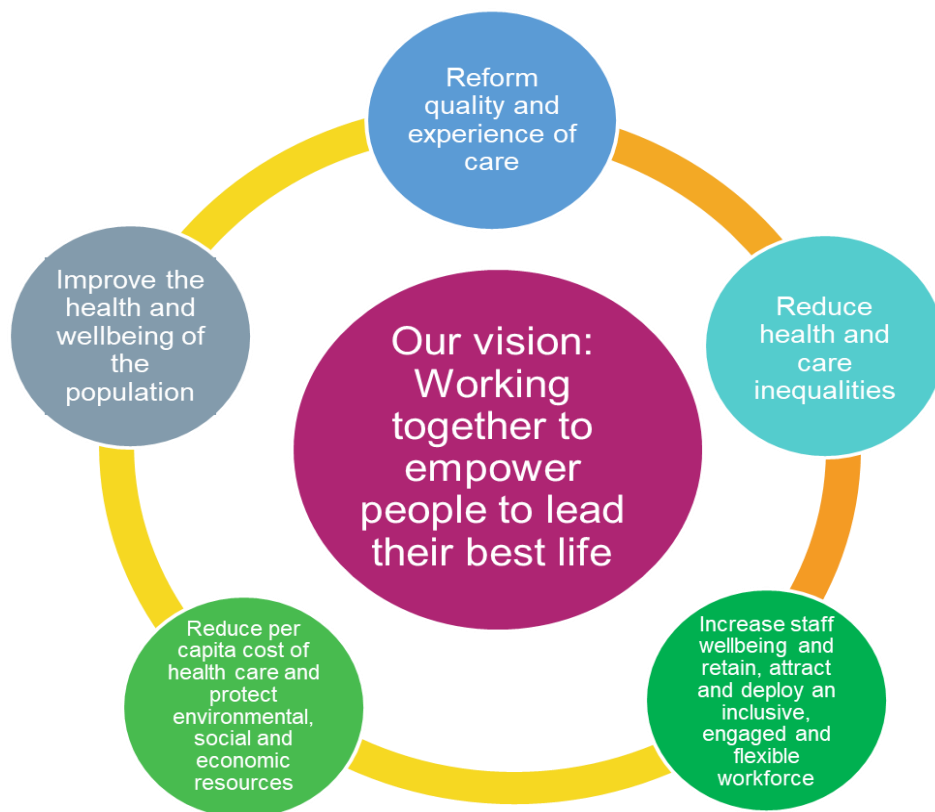 Reform
quality and
experience of
care
Improve the
health and
wellbeing of
the
population
Reduce
health and
care
inequalities
Our vision:
Working
together to
empower
people to lead
their best life
Reduce per
capita cost of
health care and
protect
environmental,
social and
economic
resources
Increase staff
wellbeing and
retain, attract
and deploy an
inclusive,
engaged and
flexible
workforce